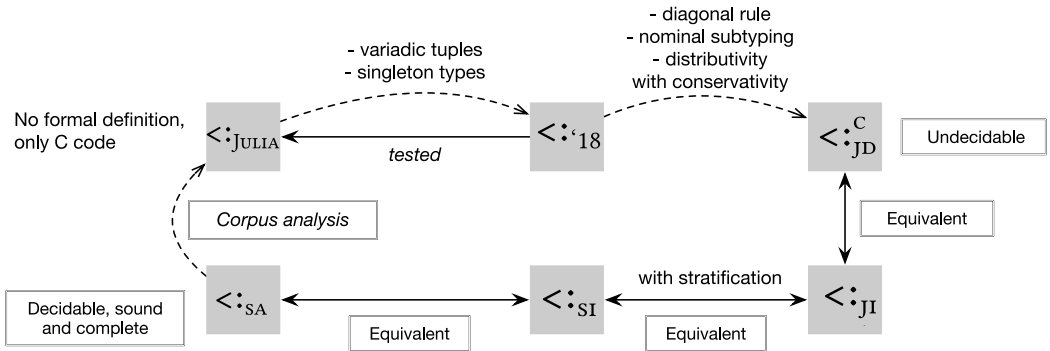 - diagonal rule
- nominal subtyping
- distributivity
with conservativity
- variadic tuples
- singleton types
No formal definition,
only C code
<:JULIA
tested
<:‘18
<:C JD
Undecidable
Corpus analysis
Equivalent
Decidable, sound
and complete
<:SA
Equivalent
<:SI
with stratification
Equivalent
<:JI